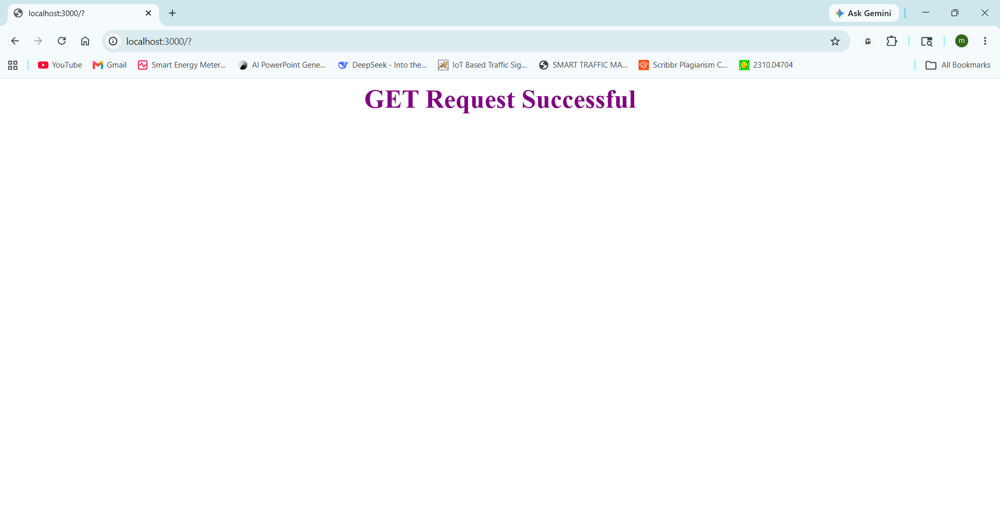 localhost:3000/?
Ask Gemini
localhost:3000/?
m
YouTube
Gmail
Smart Energy Meter...
AI PowerPoint Gene...
DeepSeek - Into the...
IoT Based Traffic Sig...
SMART TRAFFIC MA...
Scribbr Plagiarism C...
2310.04704
All Bookmarks
GET Request Successful